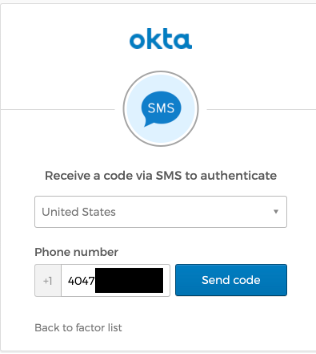 okta
SMS
Receive a code via SMS to authenticate
United States
Phone number
+1 4047 Send code
Back to factor list